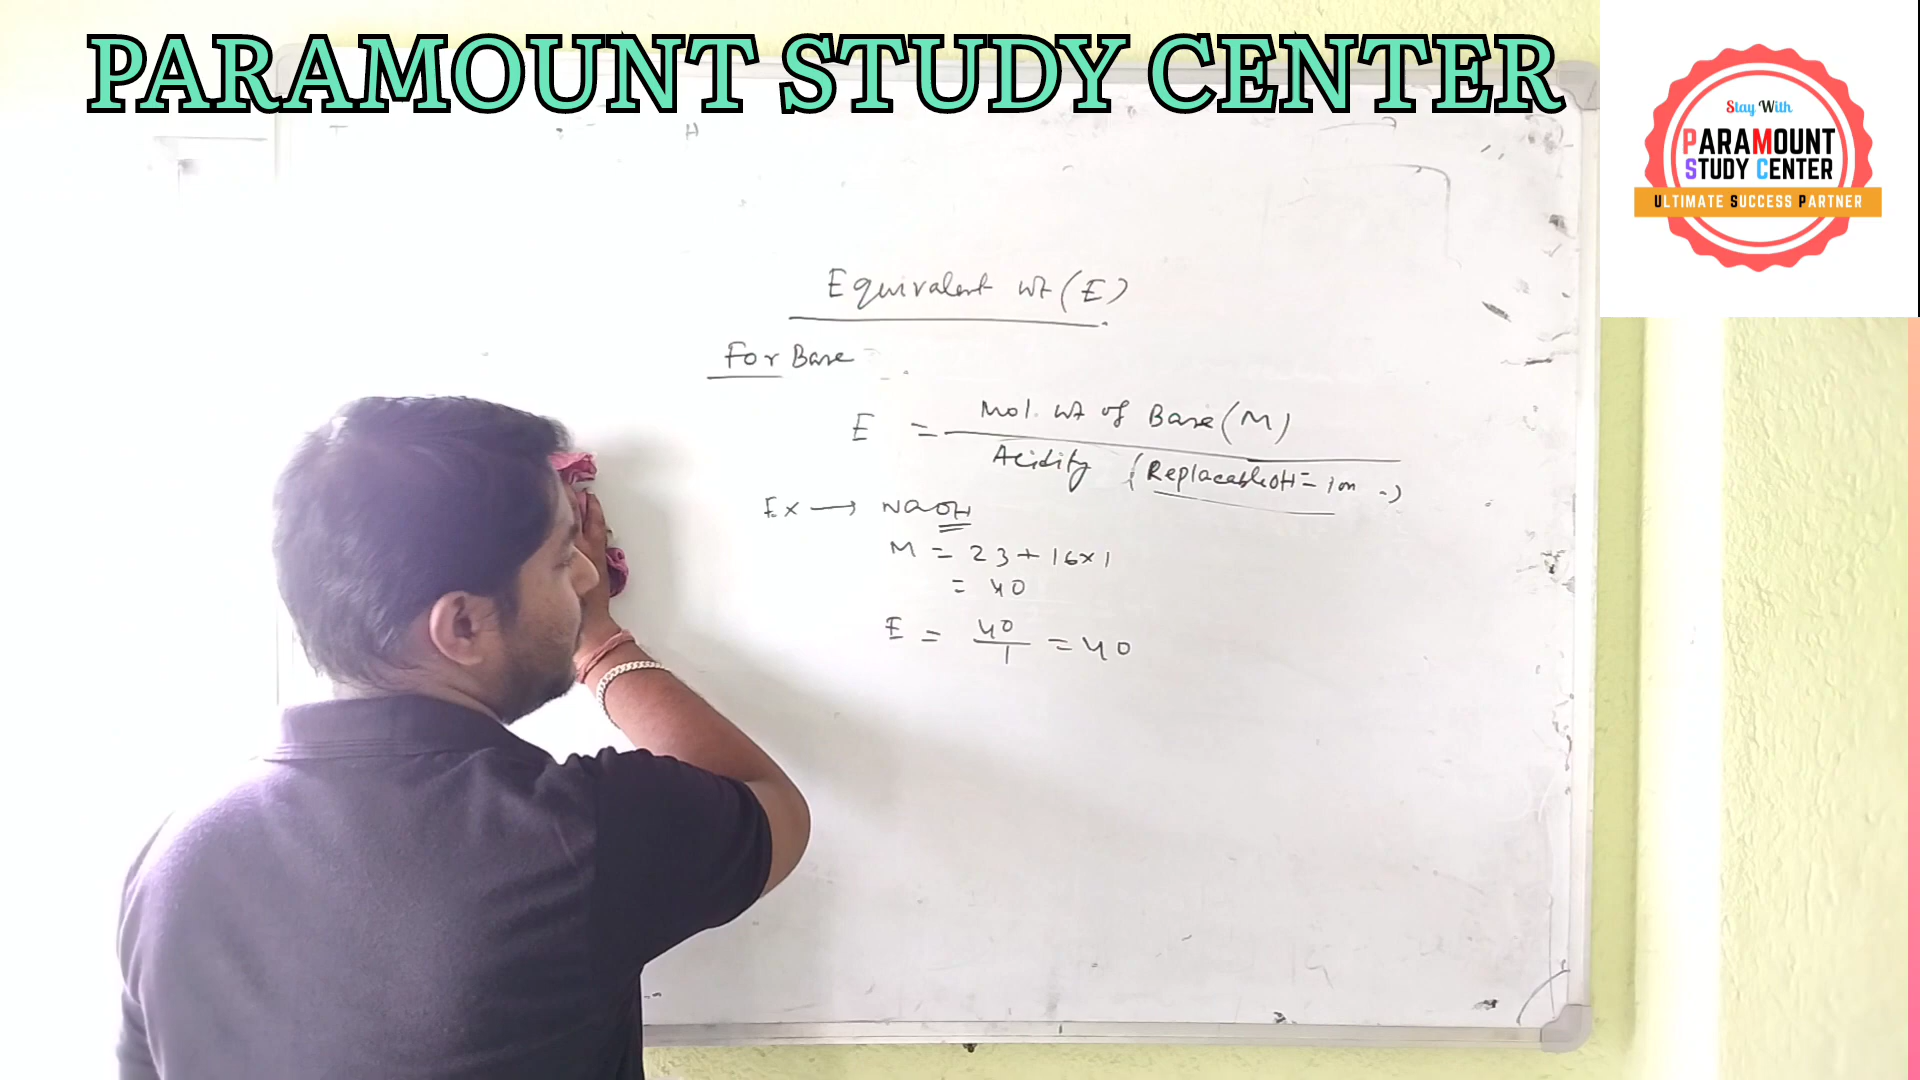 PARAMOUNT STUDY CENTER
Stay With
PARAMOUNT
STUDY CENTER
ULTIMATE SUCCESS PARTNER
Equivalent wt (E)
For Base
E = Mol. wt of Base (M)
Acidity (Replacable OH = ion -)
Ex → NaOH
M = 23 + 16 x 1
= 40
E = 40/1 = 40